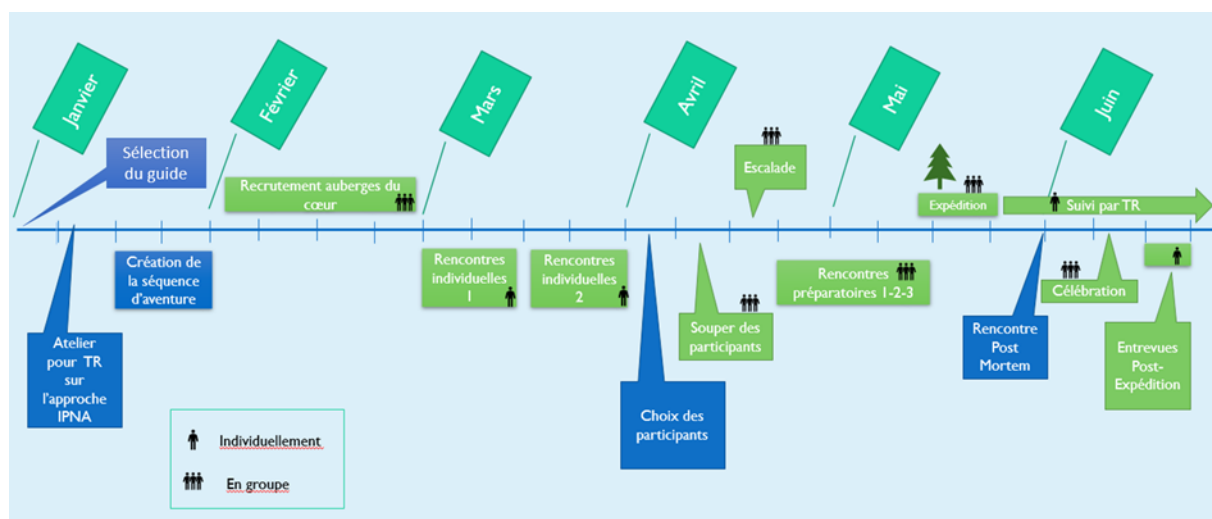 Janvier
Février
Mars
Avril
Mai
Juin
Sélection
du guide
Recrutement auberges du
cœur
Escalade
Expédition
Suivi par TR
Création de
la séquence
d'aventure
Rencontres
individuelles
1
Rencontres
individuelles
2
Rencontres
préparatoires 1-2-3
Célébration
Souper des
participants
Atelier
pour TR
sur
l'approche
IPNA
Rencontre
Post
Mortem
Entrevues
Post-
Expédition
Choix des
participants
Individuellement
En groupe